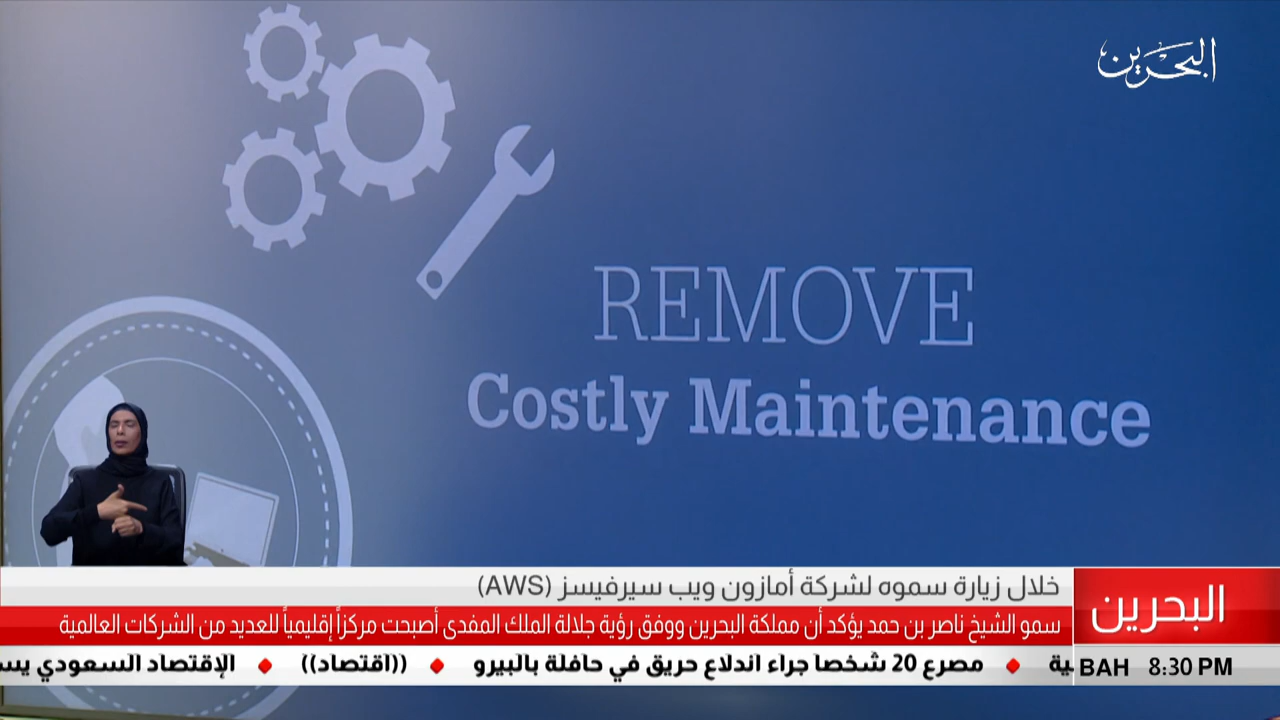 البحرين
REMOVE
Costly Maintenance
خلال زيارة سموه لشركة أمازون ويب سيرفيسز (AWS)
البحرين
سمو الشيخ ناصر بن حمد يؤكد أن مملكة البحرين ووفق رؤية جلالة الملك المفدى أصبحت مركزاً إقليمياً للعديد من الشركات العالمية
ية ♦ مصرع 20 شخصا جراء اندلاع حريق في حافلة بالبيرو ♦ ((اقتصاد)) ♦ الإقتصاد السعودي يس
BAH 8:30 PM